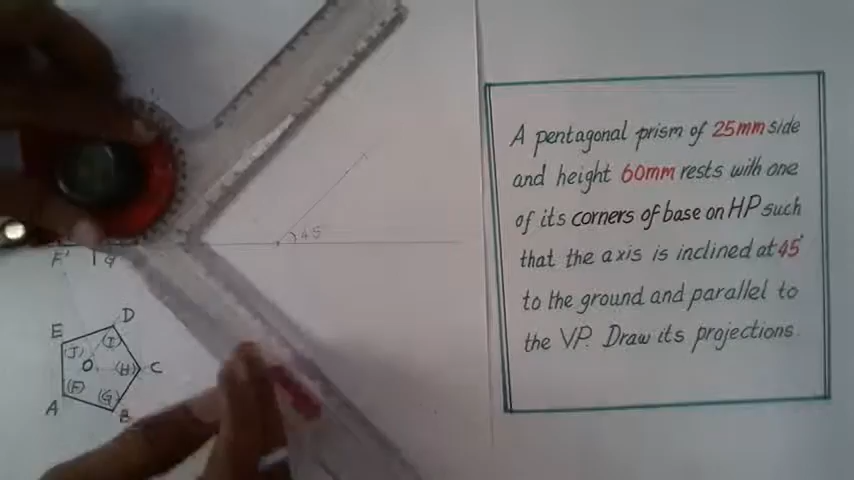 A pentagonal prism of 25mm side
and height 60mm rests with one
of its corners of base on HP such
that the axis is inclined at 45°
to the ground and parallel to
the VP. Draw its projections.
45
F' G'
D
E
(J) (I)
O (H) C
(F) (G)
A B